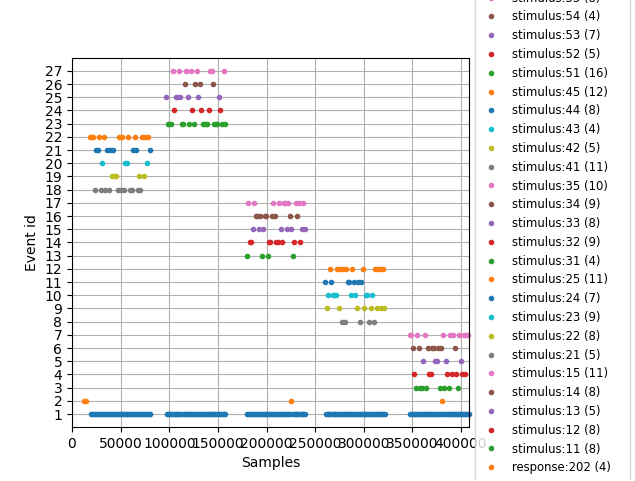 stimulus:54 (4)
stimulus:53 (7)
stimulus:52 (5)
stimulus:51 (16)
stimulus:45 (12)
stimulus:44 (8)
stimulus:43 (4)
stimulus:42 (5)
stimulus:41 (11)
stimulus:35 (10)
stimulus:34 (9)
stimulus:33 (8)
stimulus:32 (9)
stimulus:31 (4)
stimulus:25 (11)
stimulus:24 (7)
stimulus:23 (9)
stimulus:22 (8)
stimulus:21 (5)
stimulus:15 (11)
stimulus:14 (8)
stimulus:13 (5)
stimulus:12 (8)
stimulus:11 (8)
response:202 (4)
27
26
25
24
23
22
21
20
19
18
17
16
15
14
13
12
11
10
9
8
7
6
5
4
3
2
1
Event id
0 50000 100000 150000 200000 250000 300000 350000 400000
Samples